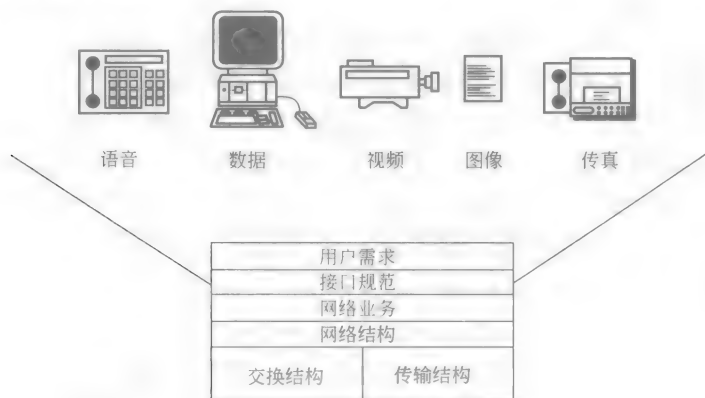 语音 数据 视频 图像 传真
用户需求
接口规范
网络业务
网络结构
交换结构 传输结构